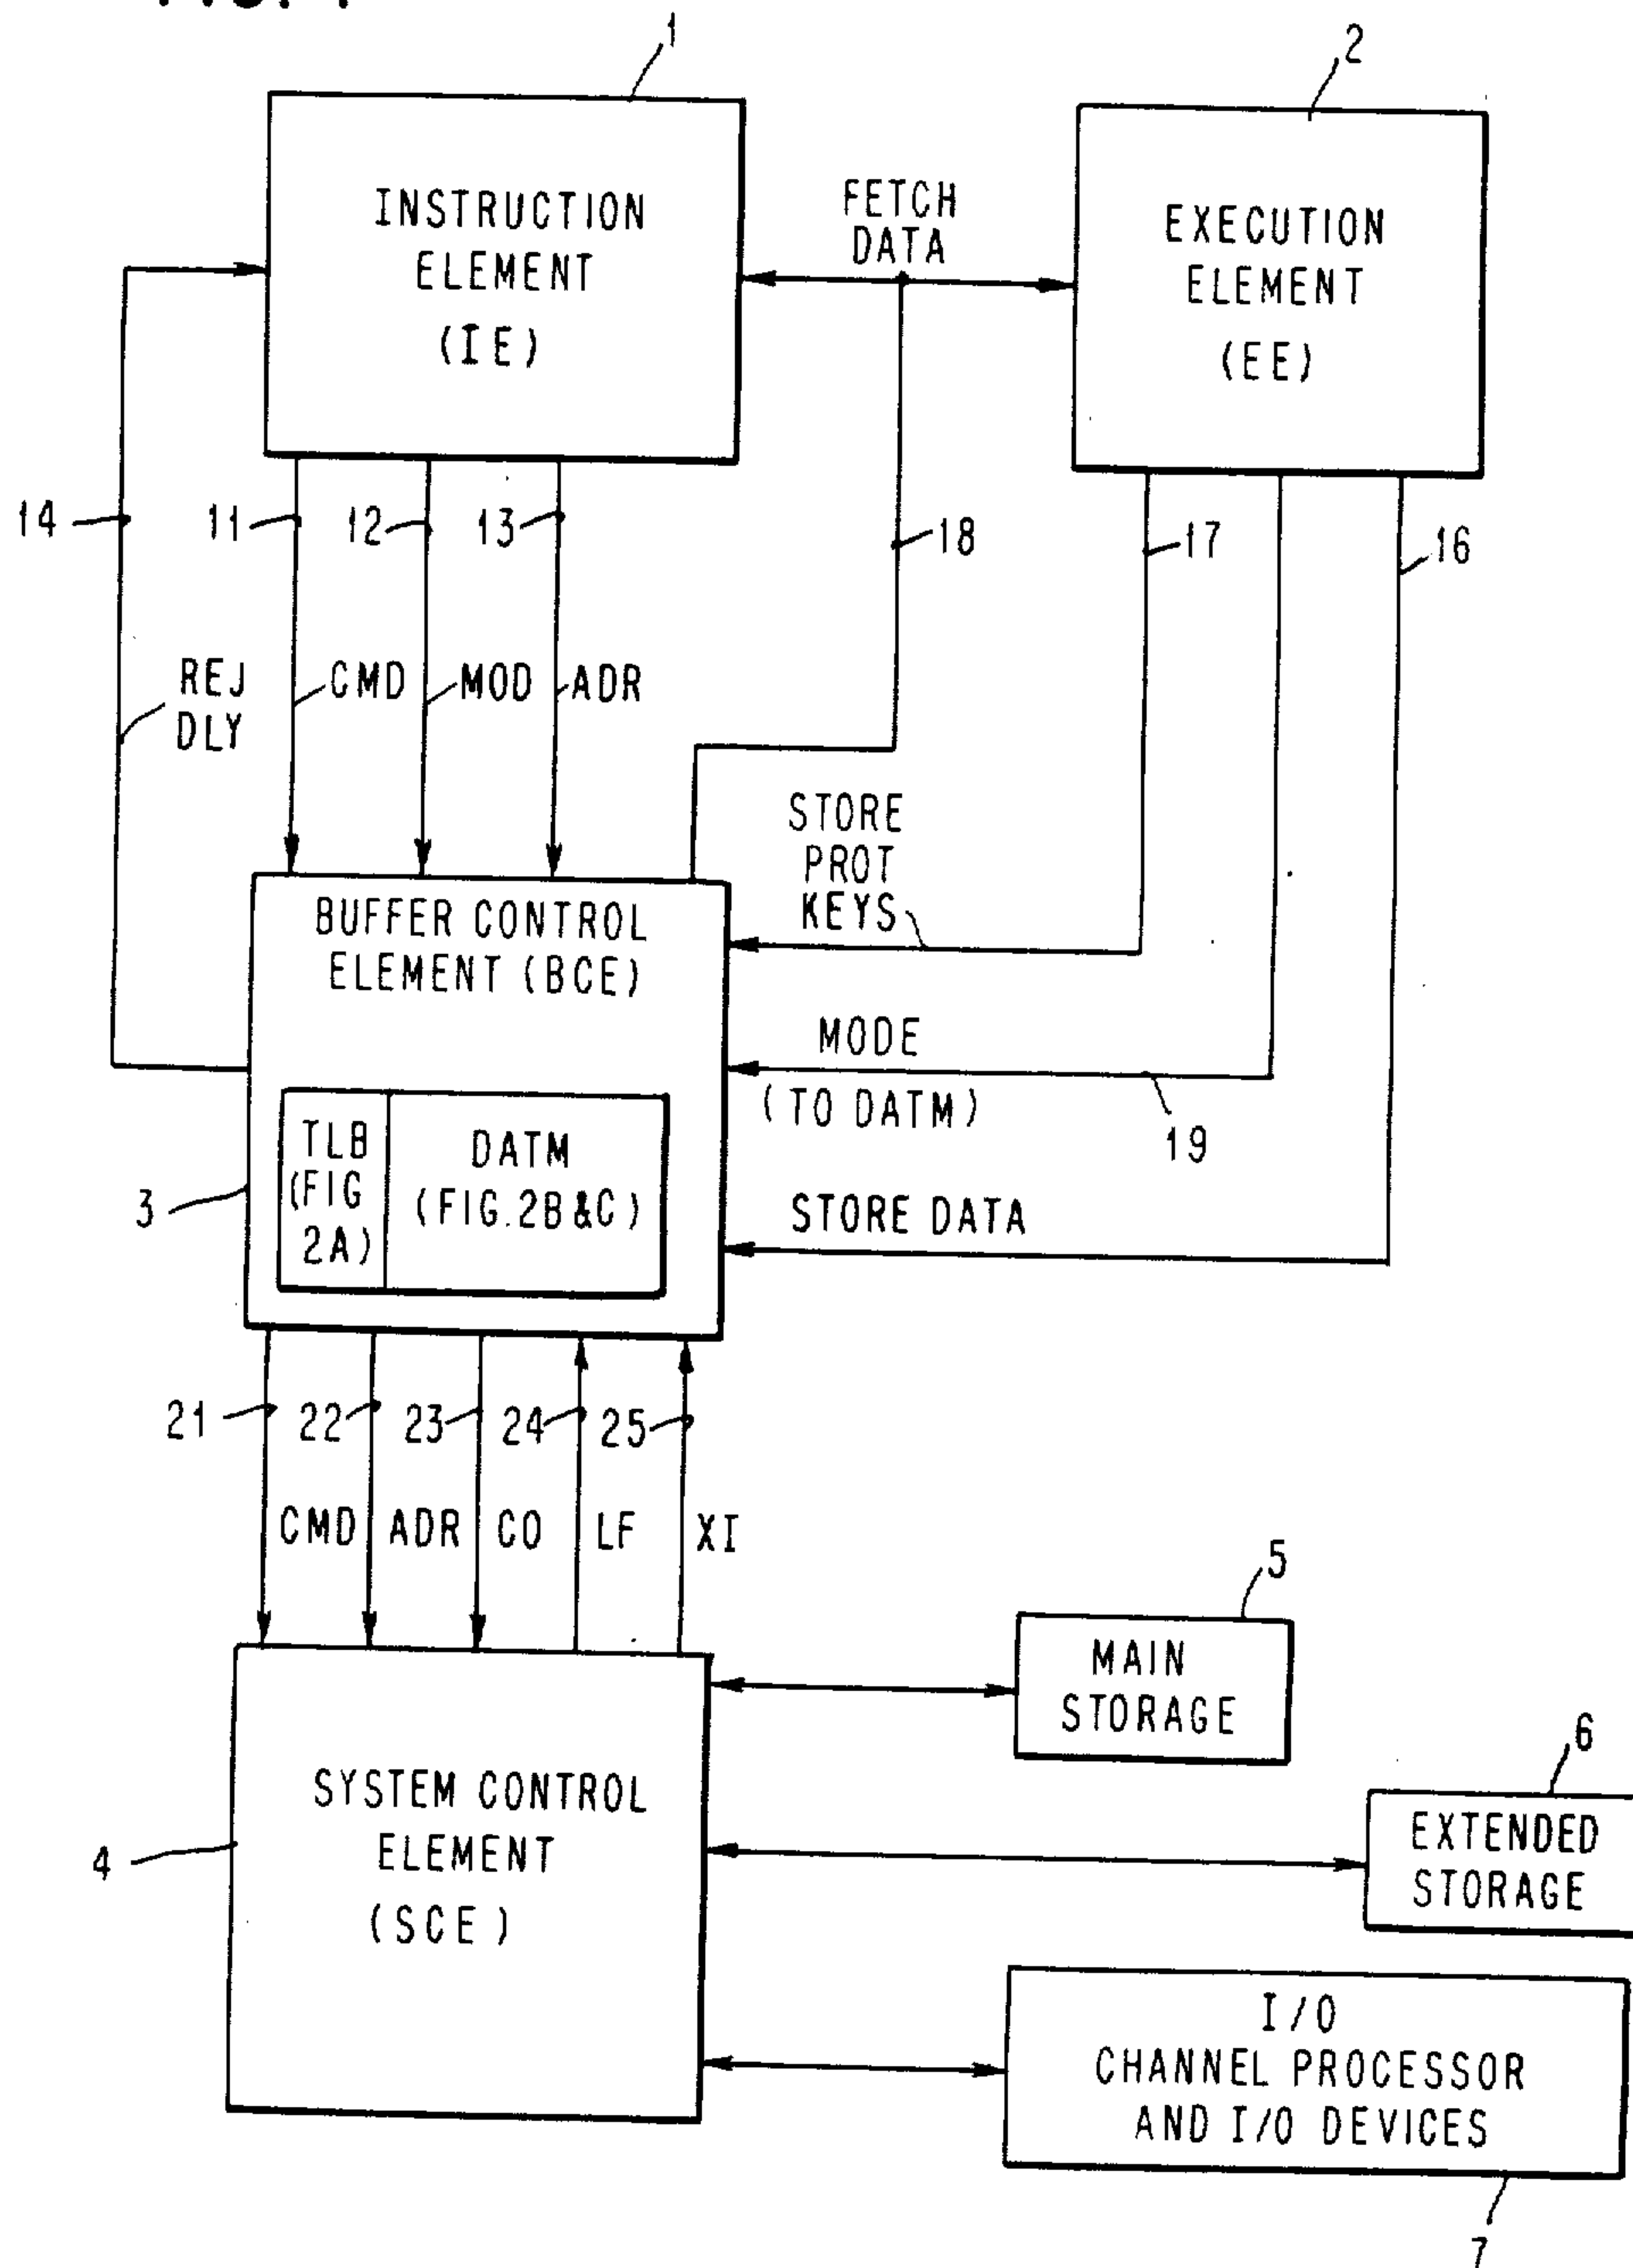 1
2
INSTRUCTION
ELEMENT
(IE)
FETCH
DATA
EXECUTION
ELEMENT
(EE)
14
11
12
13
18
17
16
REJ
DLY
CMD
MOD
ADR
STORE
PROT
KEYS
BUFFER CONTROL
ELEMENT (BCE)
MODE
(TO DATM)
19
TLB
(FIG
2A)
DATM
(FIG.2B&C)
3
STORE DATA
21
22
23
24
25
CMD
ADR
CO
LF
XI
5
MAIN
STORAGE
6
EXTENDED
STORAGE
SYSTEM CONTROL
ELEMENT
(SCE)
4
I/O
CHANNEL PROCESSOR
AND I/O DEVICES
7